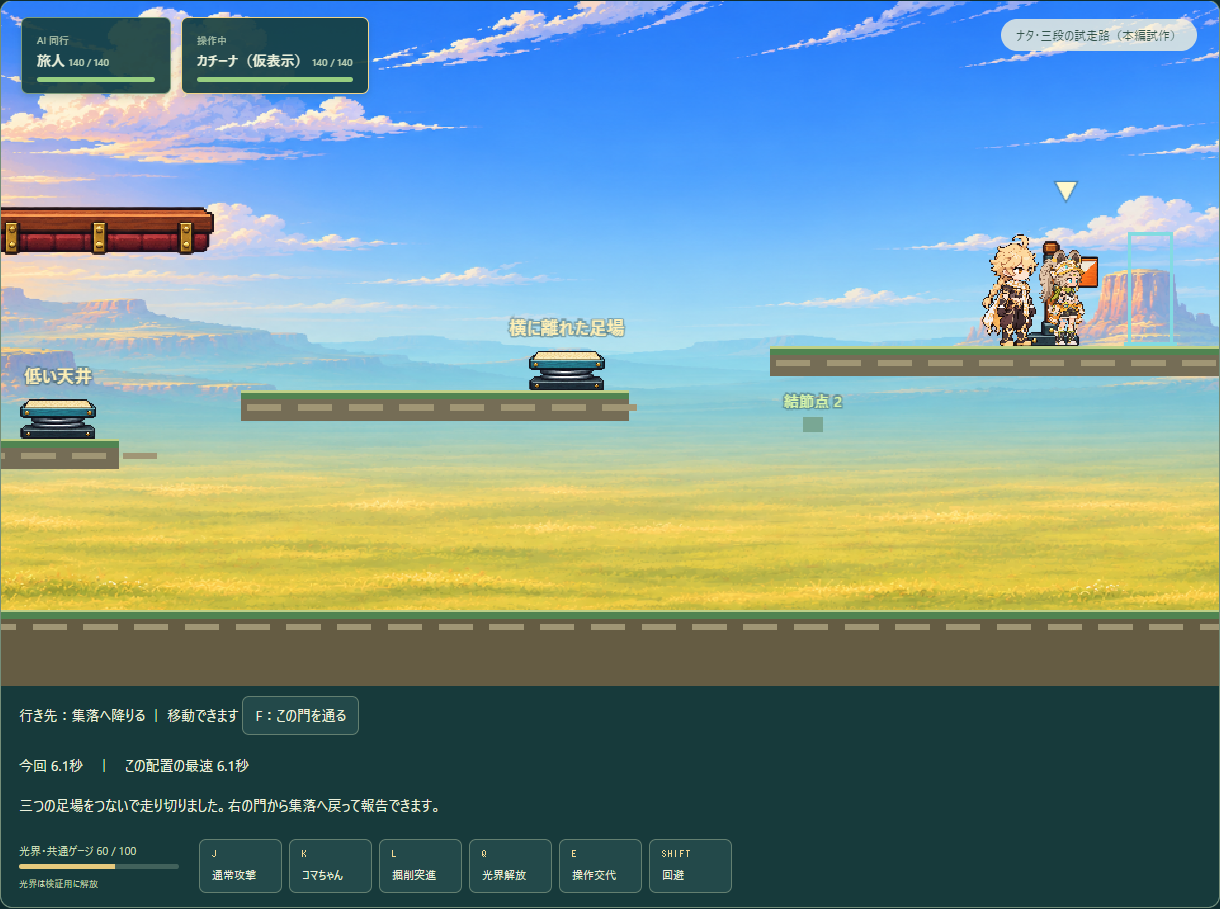 AI 同行
旅人 140 / 140
操作中
カチーナ（仮表示） 140 / 140
ナタ・三段の試走路（本編試作）
横に離れた足場
低い天井
結節点 2
行き先：集落へ降りる | 移動できます F：この門を通る
今回 6.1秒 | この配置の最速 6.1秒
三つの足場をつないで走り切りました。右の門から集落へ戻って報告できます。
光界・共通ゲージ 60 / 100
光界は検証用に解放
J
通常攻撃
K
コマちゃん
L
掘削突進
Q
光界解放
E
操作交代
SHIFT
回避